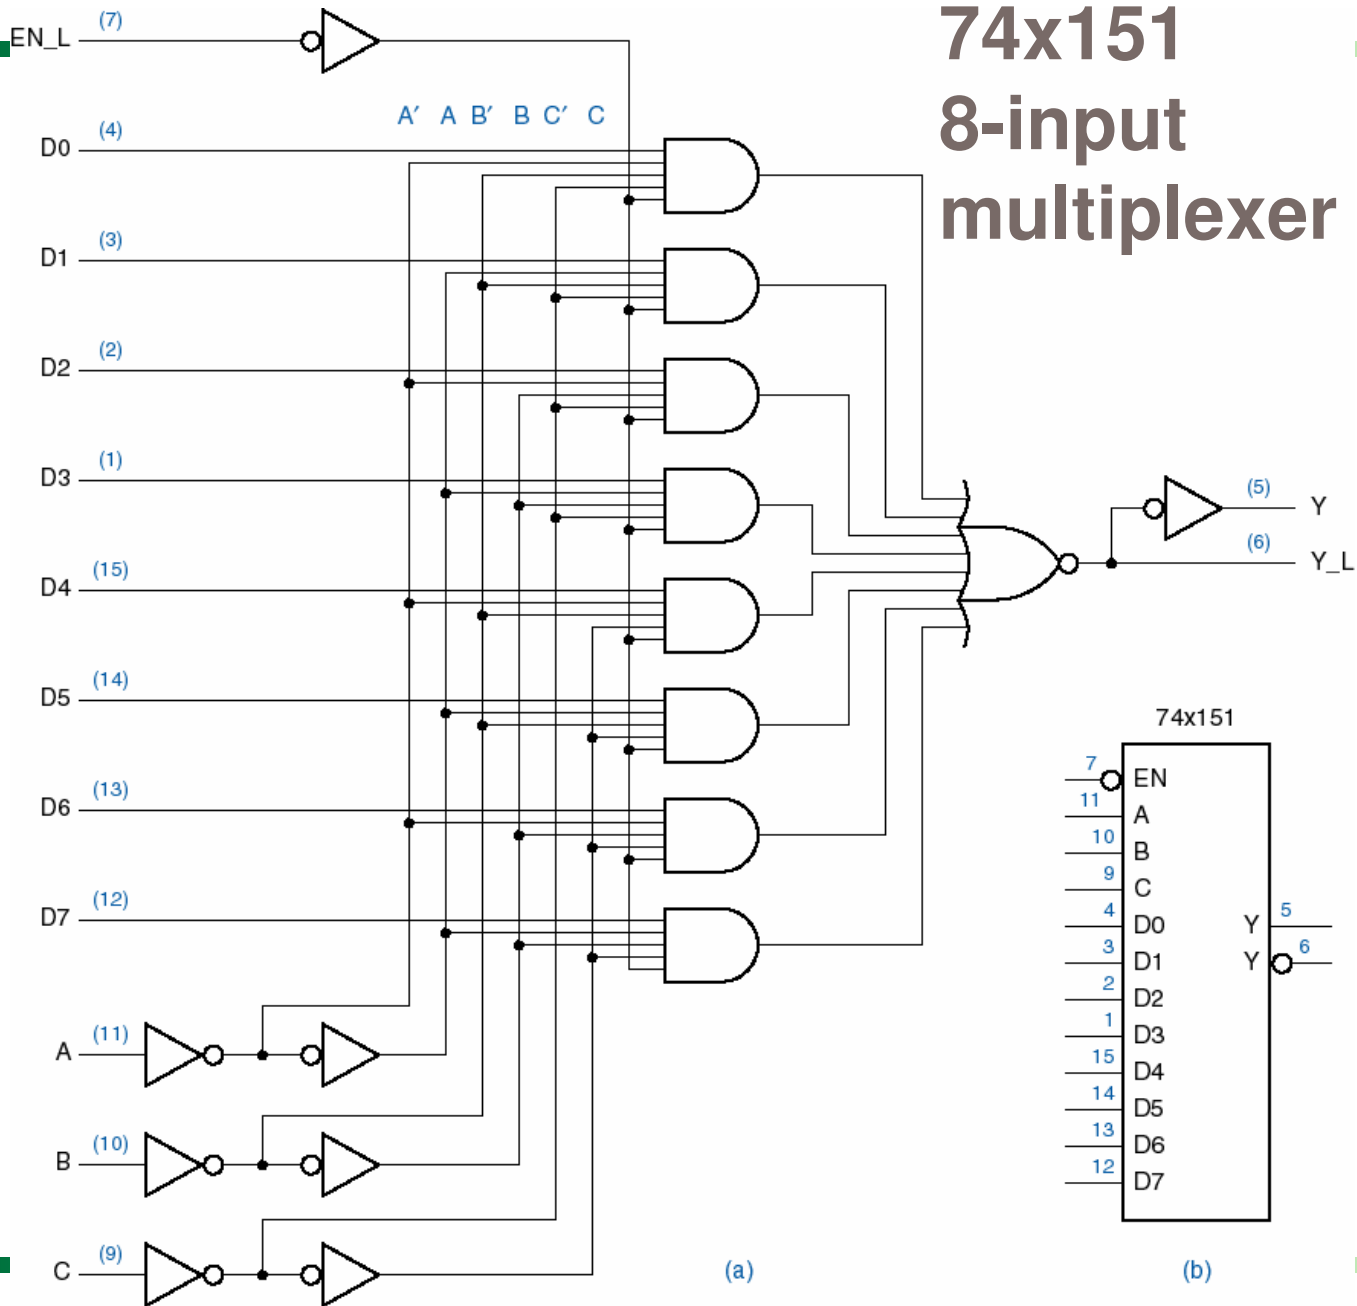 74x151
8-input
multiplexer
EN_L (7)
A′ A B′ B C′ C
D0 (4)
D1 (3)
D2 (2)
D3 (1)
D4 (15)
D5 (14)
D6 (13)
D7 (12)
A (11)
B (10)
C (9)
(5) Y
(6) Y_L
(a)
74x151
7 EN
11 A
10 B
9 C
4 D0
3 D1
2 D2
1 D3
15 D4
14 D5
13 D6
12 D7
Y 5
Y 6
(b)